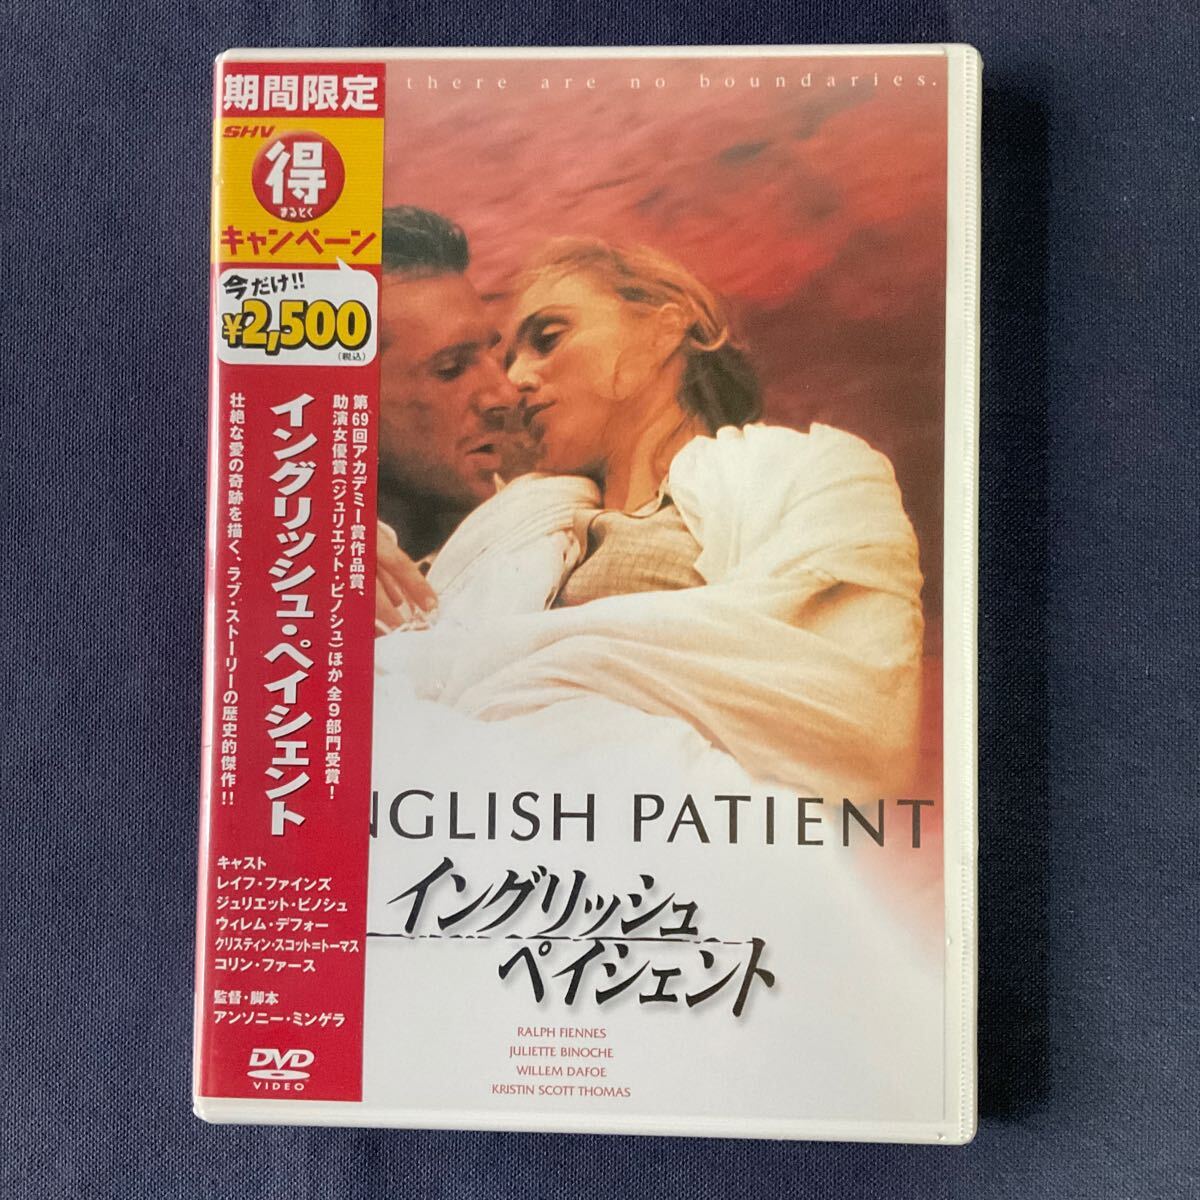 期間限定
SHV
得
まるとく
キャンペーン
今だけ!!
¥2,500
(税込)
第69回アカデミー賞作品賞、
助演女優賞(ジュリエット・ビノシュ)ほか全9部門受賞!
イングリッシュ・ペイシェント
壮絶な愛の奇跡を描く、ラブ・ストーリーの歴史的傑作!!
キャスト
レイフ・ファインズ
ジュリエット・ビノシュ
ウィレム・デフォー
クリスティン・スコット=トーマス
コリン・ファース
監督・脚本
アンソニー・ミンゲラ
DVD
VIDEO
there are no boundaries.
NGLISH PATIENT
イングリッシュ
ペイシェント
RALPH FIENNES
JULIETTE BINOCHE
WILLEM DAFOE
KRISTIN SCOTT THOMAS